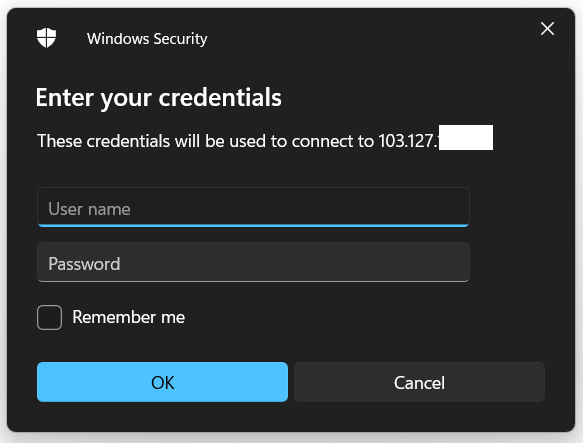 Windows Security
Enter your credentials
These credentials will be used to connect to 103.127.
User name
Password
Remember me
OK
Cancel